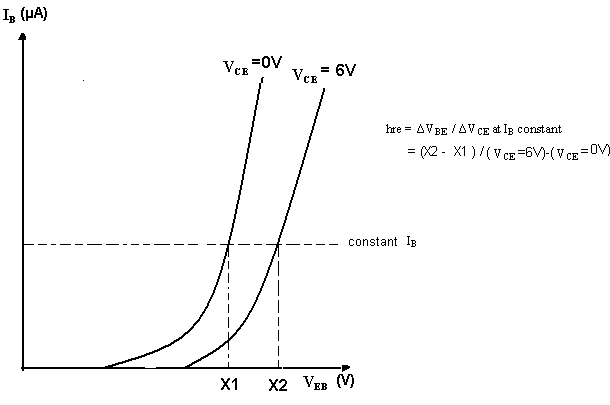 IB (μA)
VCE =0V
VCE = 6V
hre = ΔVBE / ΔVCE at IB constant
= (X2 - X1 ) / ( VCE =6V)-( VCE = 0V)
constant IB
X1 X2 VEB (V)